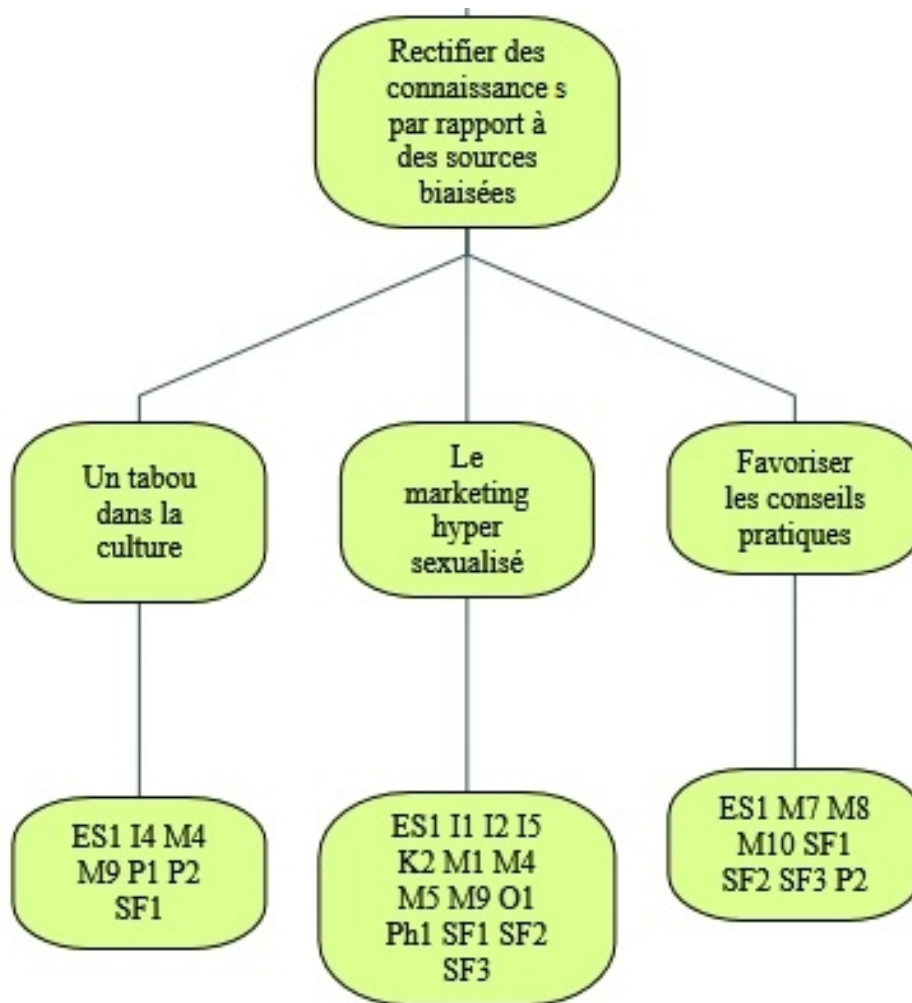 Rectifier des
connaissance s
par rapport à
des sources
biaisées
Un tabou
dans la
culture
Le
marketing
hyper
sexualisé
Favoriser
les conseils
pratiques
ES1 I4 M4
M9 P1 P2
SF1
ES1 I1 I2 I5
K2 M1 M4
M5 M9 O1
Ph1 SF1 SF2
SF3
ES1 M7 M8
M10 SF1
SF2 SF3 P2